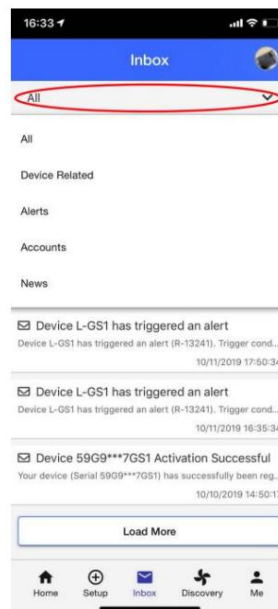 16:33
Inbox
All
All
Device Related
Alerts
Accounts
News
Device L-GS1 has triggered an alert
Device L-GS1 has triggered an alert (R-13241). Trigger cond...
10/11/2019 17:50:34
Device L-GS1 has triggered an alert
Device L-GS1 has triggered an alert (R-13241). Trigger cond...
10/11/2019 16:35:34
Device 59G9***7GS1 Activation Successful
Your device (Serial 59G9***7GS1) has successfully been reg...
10/10/2019 14:50:17
Load More
Home Setup Inbox Discovery Me